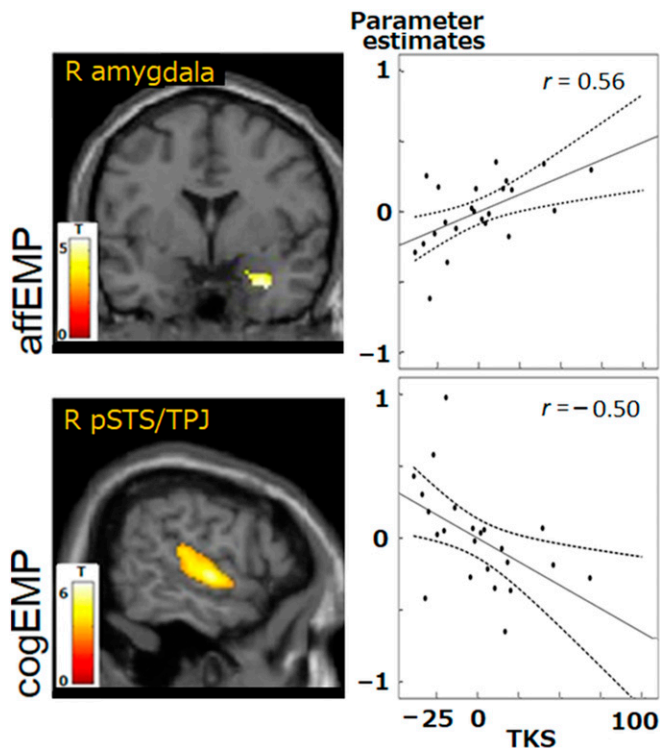 Parameter
estimates
R amygdala
affEMP
T
5
0
1
0
−1
r = 0.56
R pSTS/TPJ
cogEMP
T
6
0
1
0
−1
r = −0.50
−25 0 100
TKS